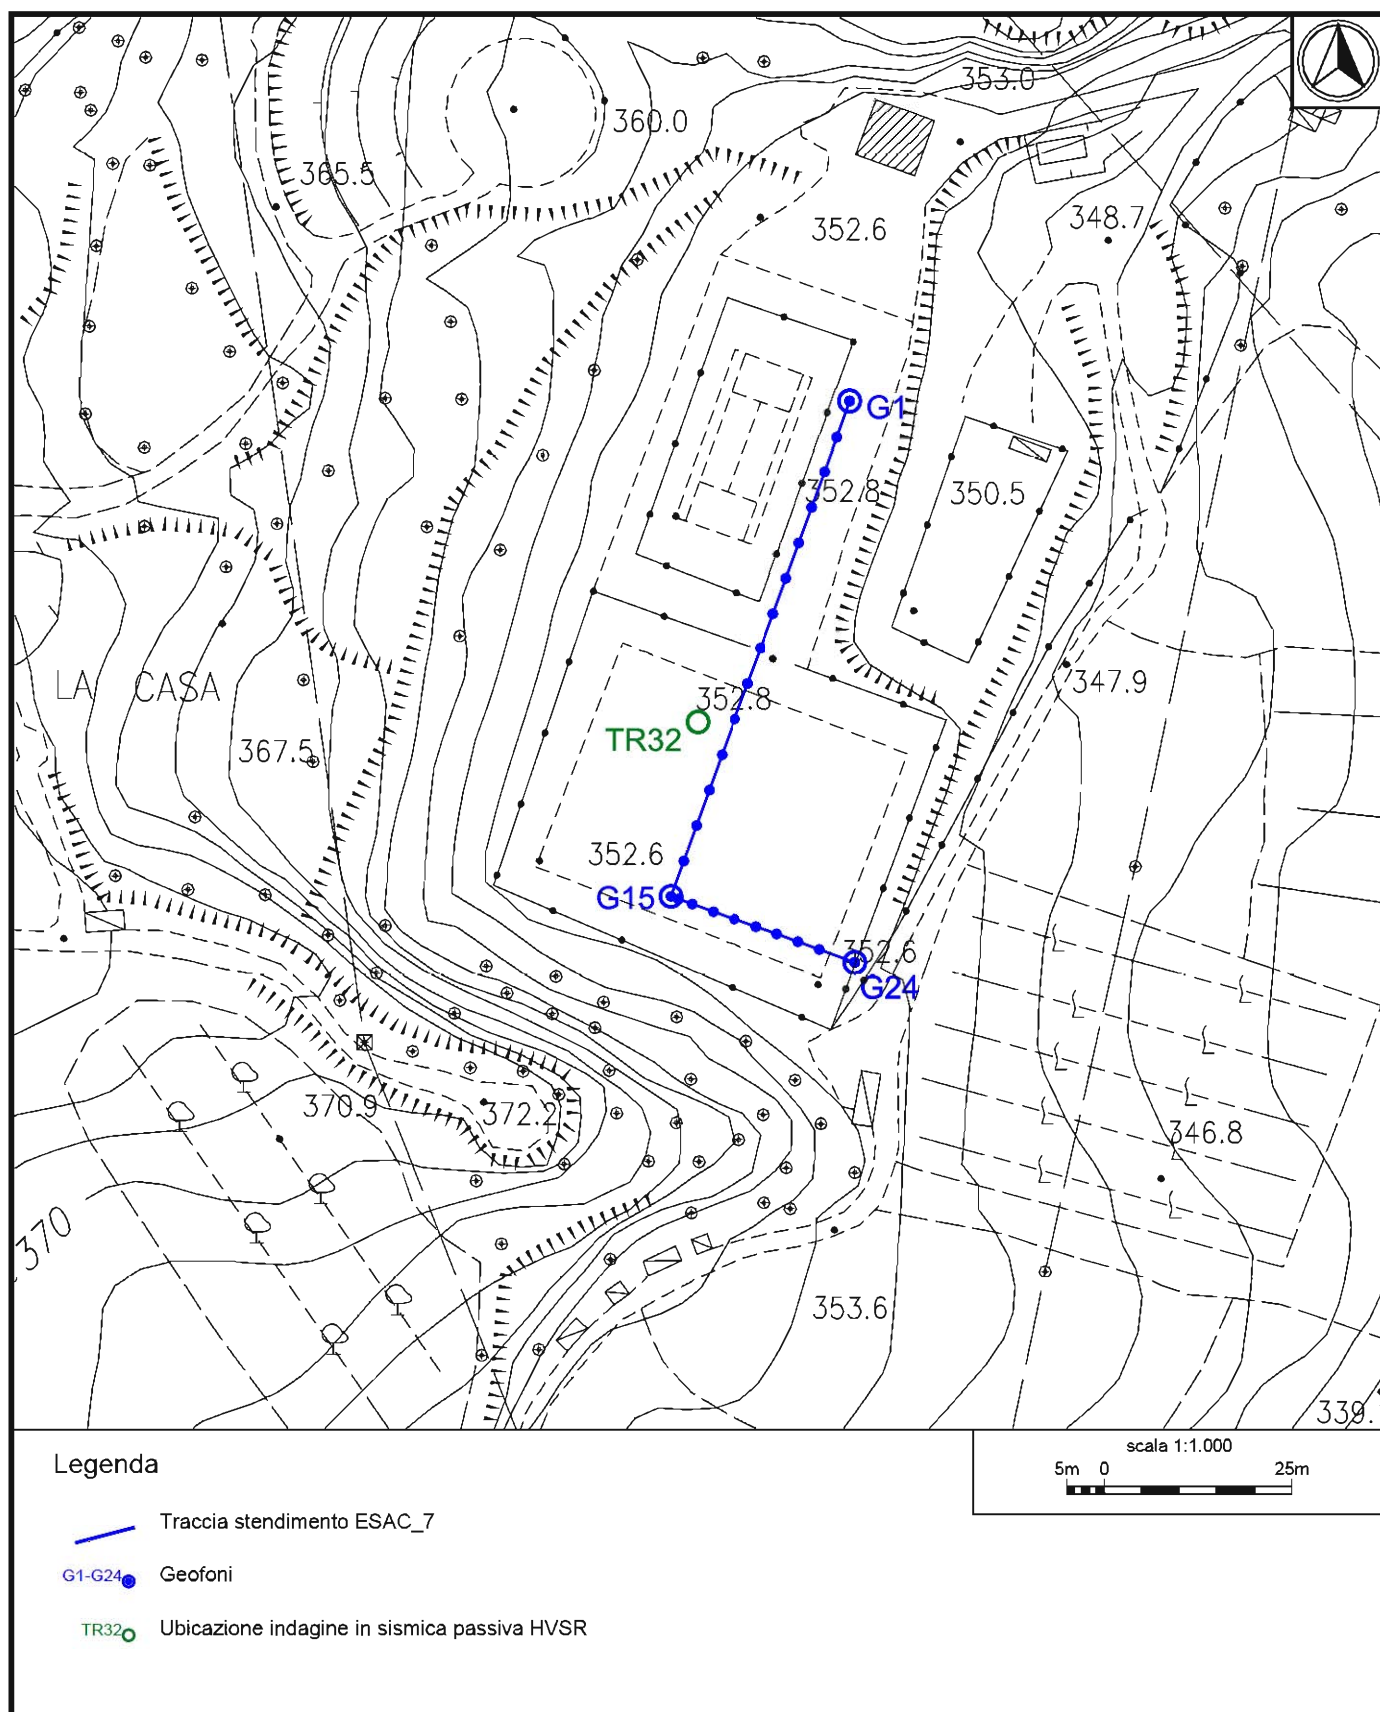 353.0
360.0
365.5
348.7
352.6
G1
352.8
350.5
LA CASA
347.9
352.8
TR32
367.5
352.6
G15
352.6
G24
370.9
372.2
346.8
370
353.6
339.
Legenda
scala 1:1.000
5m 0 25m
Traccia stendimento ESAC_7
G1-G24 Geofoni
TR32 Ubicazione indagine in sismica passiva HVSR